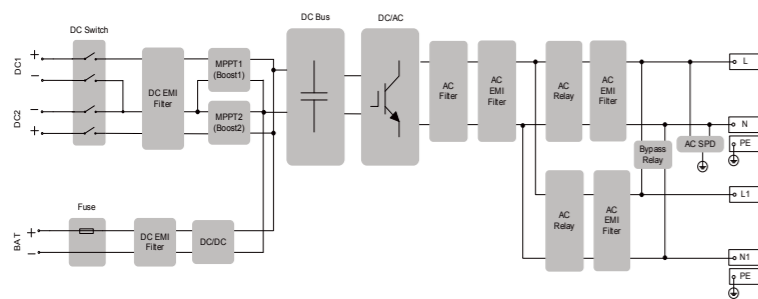 DC Switch
DC Bus
DC/AC
DC1
+
−
DC2
−
+
DC EMI
Filter
MPPT1
(Boost1)
MPPT2
(Boost2)
AC
Filter
AC
EMI
Filter
AC
Relay
AC
EMI
Filter
L
N
PE
Bypass
Relay
AC SPD
Fuse
BAT
+
−
DC EMI
Filter
DC/DC
AC
Relay
AC
EMI
Filter
L1
N1
PE